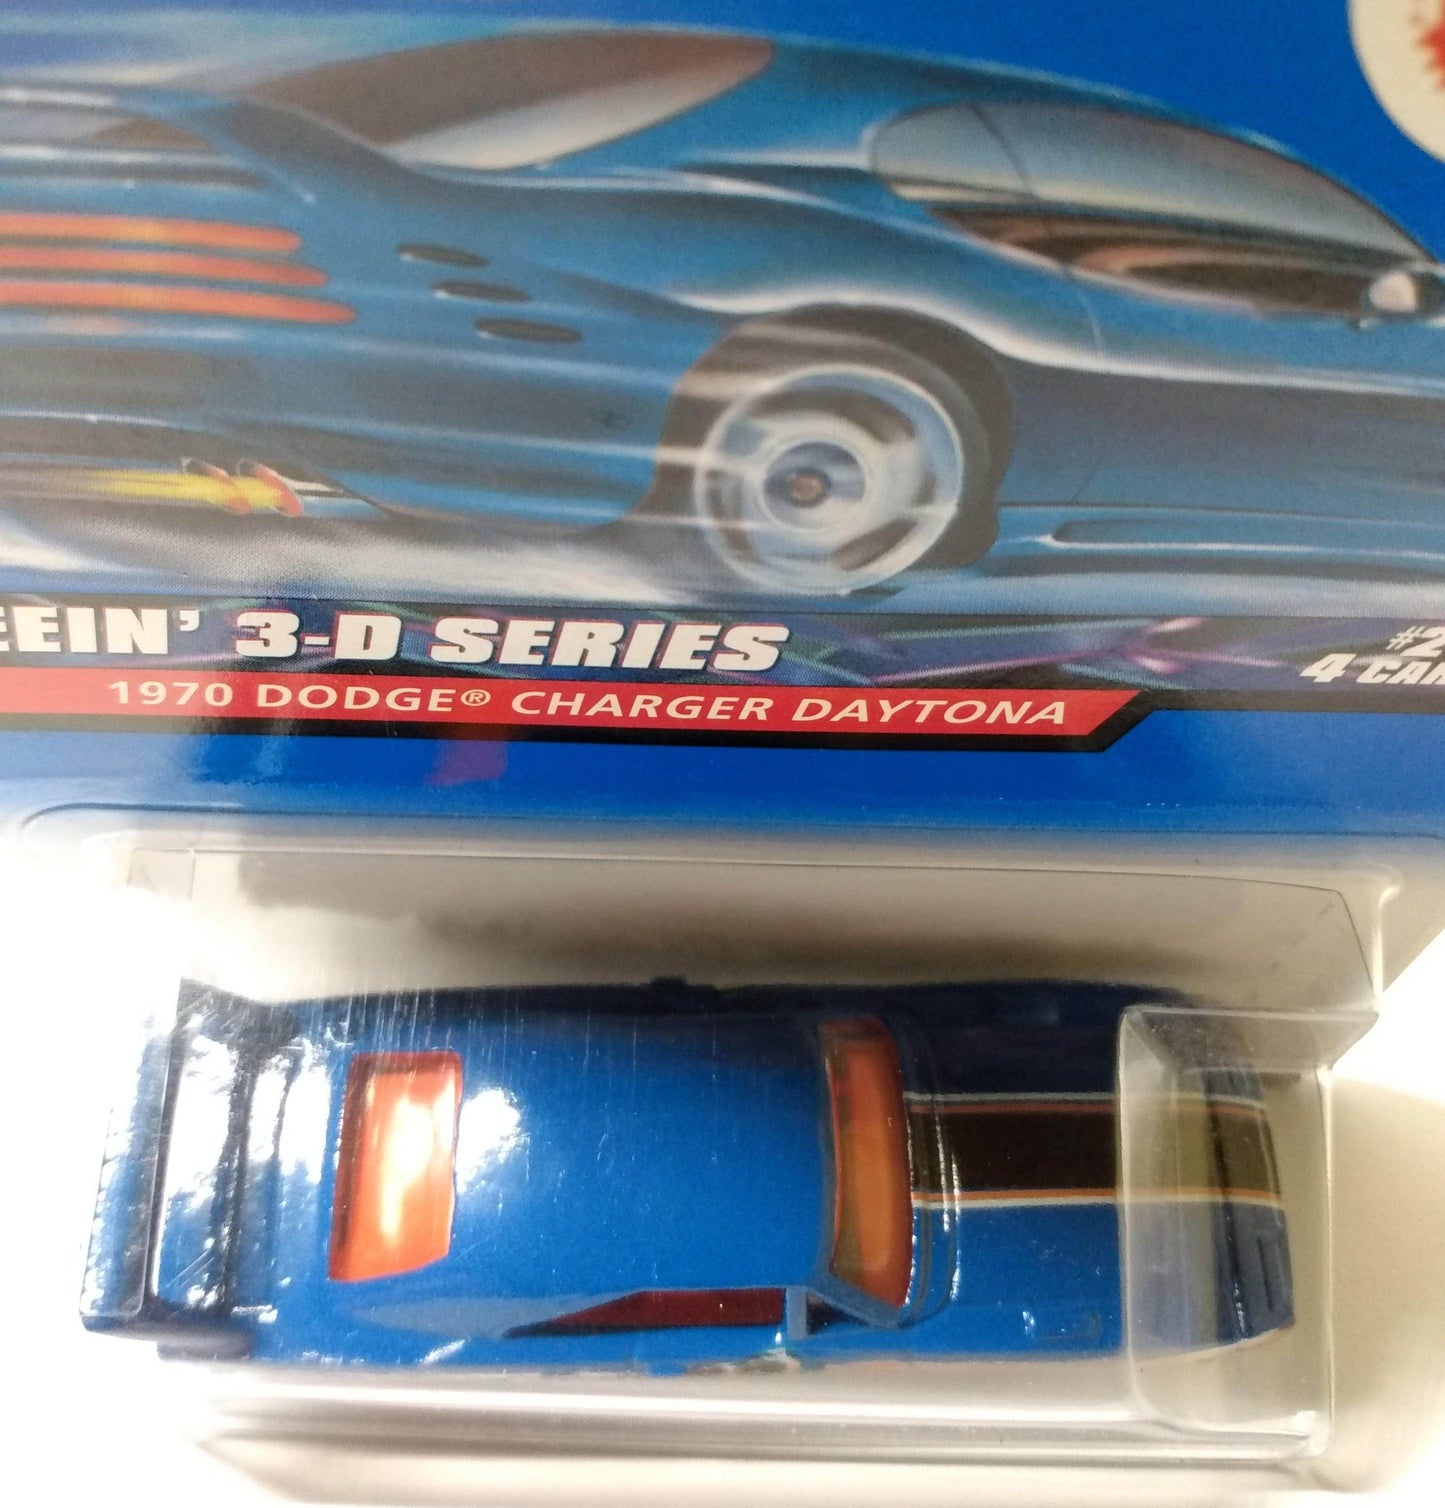 EEIN' 3-D SERIES
#2
4 CAR
1970 DODGE® CHARGER DAYTONA